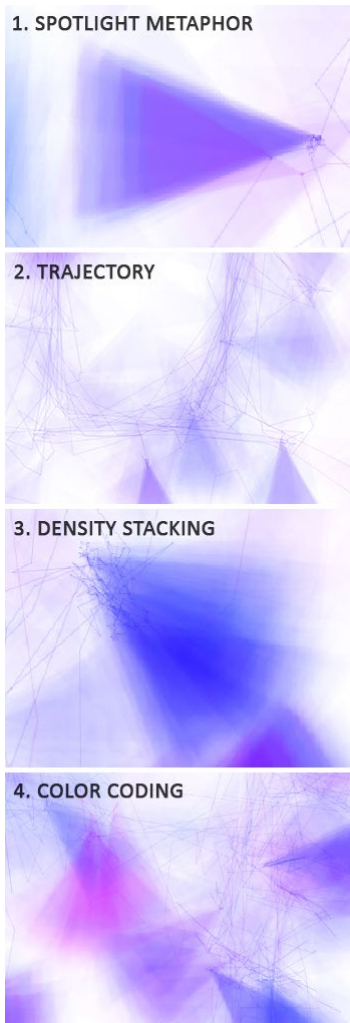 1. SPOTLIGHT METAPHOR
2. TRAJECTORY
3. DENSITY STACKING
4. COLOR CODING